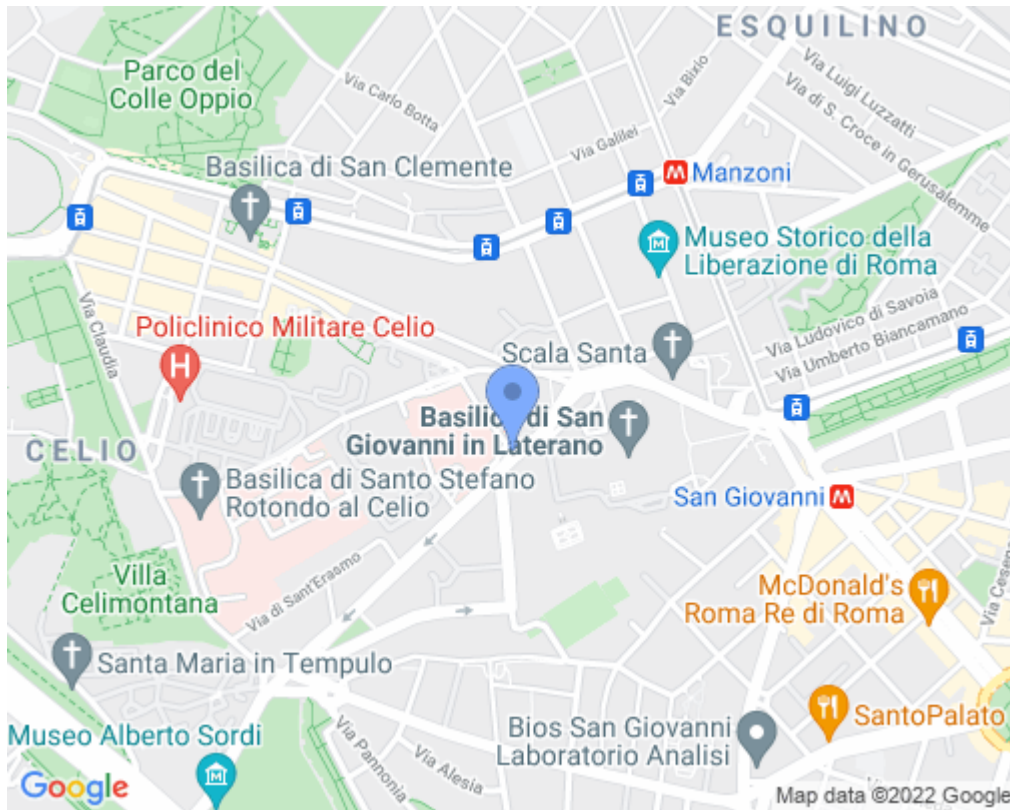 ESQUILINO
Parco del
Colle Oppio
Via Carlo Botta
Via Bixio
Via Luigi Luzzatti
Via di S. Croce in Gerusalemme
Via Galilei
Basilica di San Clemente
Manzoni
Museo Storico della
Liberazione di Roma
Via Claudia
Policlinico Militare Celio
H
Scala Santa
Via Ludovico di Savoia
Via Umberto Biancamano
Basilica di San
Giovanni in Laterano
CELIO
Basilica di Santo Stefano
Rotondo al Celio
San Giovanni
Villa
Celimontana
Via di Sant'Erasmo
McDonald's
Roma Re di Roma
Santa Maria in Tempulo
SantoPalato
Bios San Giovanni
Laboratorio Analisi
Museo Alberto Sordi
Via Pannonia
Via Alesia
Google
Map data ©2022 Google